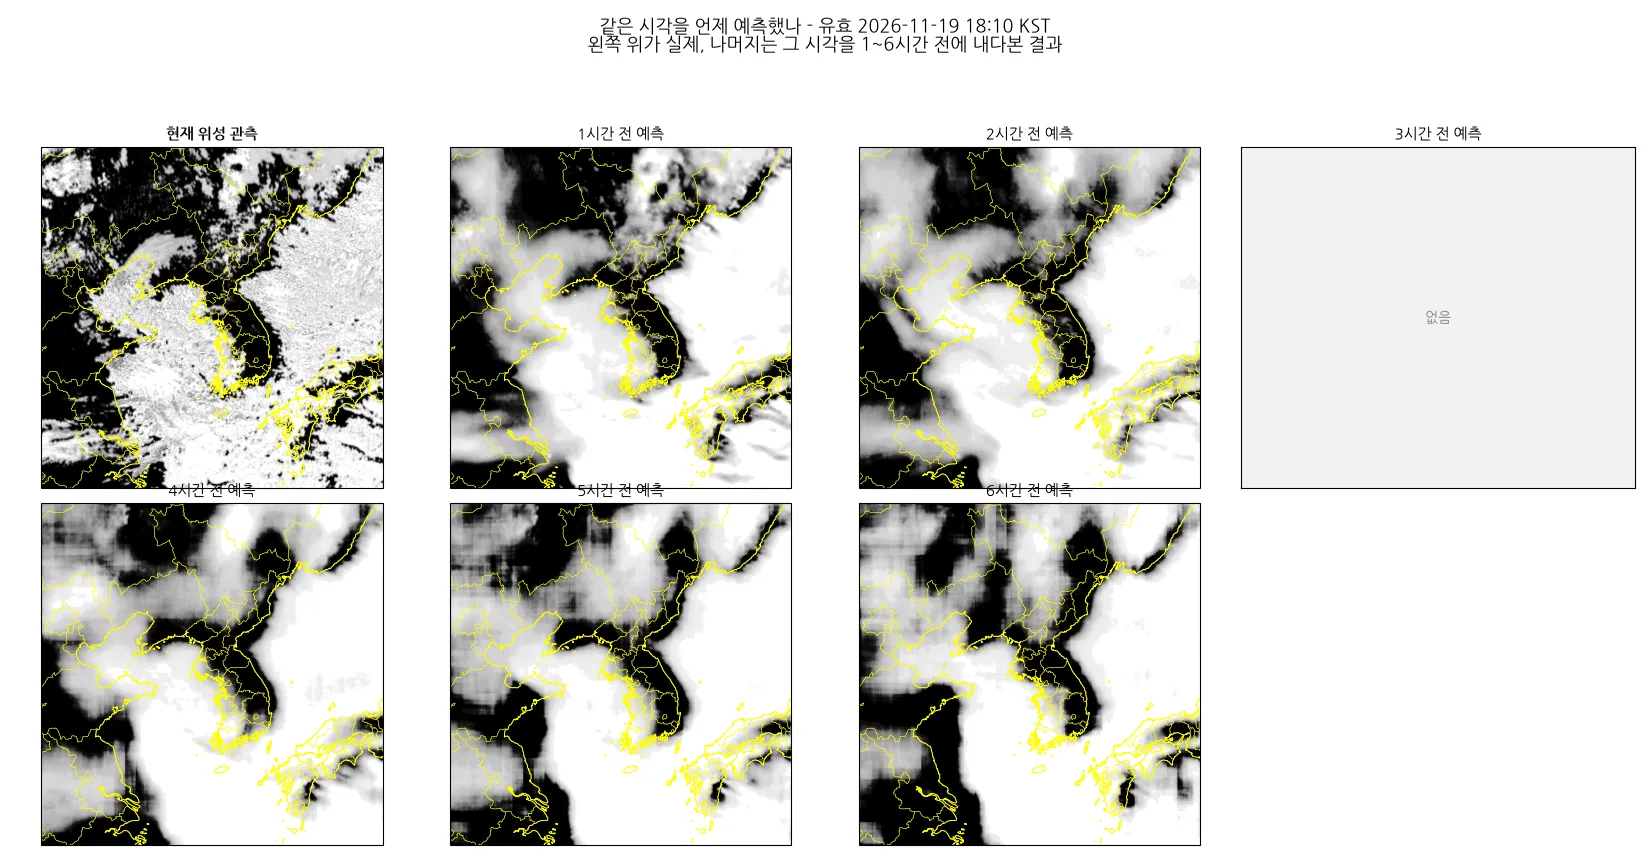 같은 시각을 언제 예측했나 - 유효 2026-11-19 18:10 KST
왼쪽 위가 실제, 나머지는 그 시각을 1~6시간 전에 내다본 결과
현재 위성 관측
1시간 전 예측
2시간 전 예측
3시간 전 예측
없음
4시간 전 예측
5시간 전 예측
6시간 전 예측